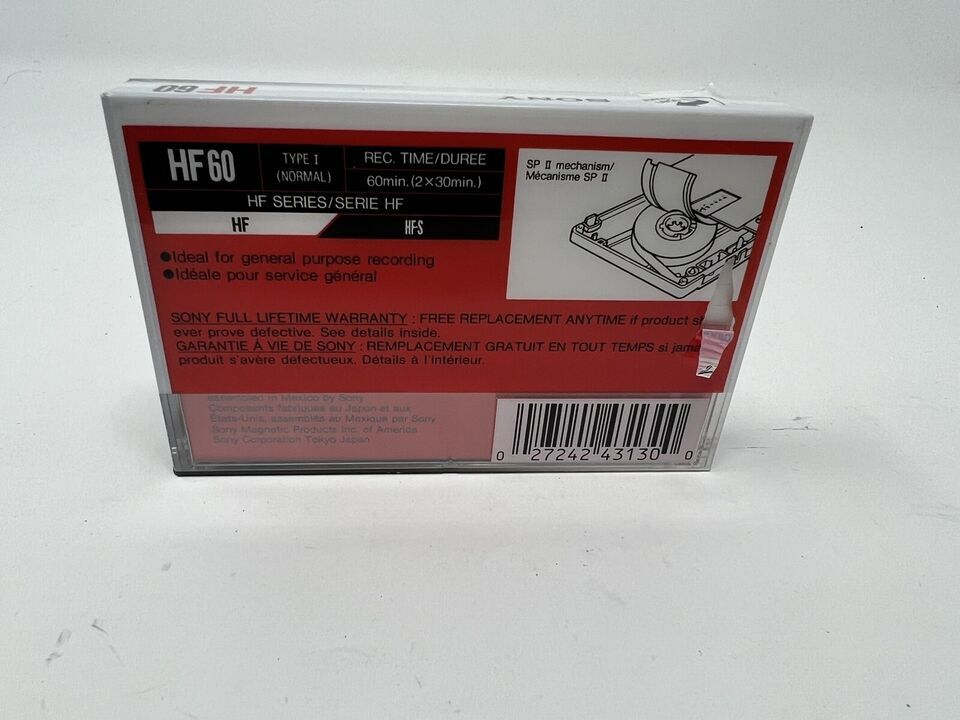 HF 60
SONY
HF 60
TYPE I
(NORMAL)
REC. TIME/DUREE
60min. (2×30min.)
HF SERIES/SERIE HF
HF
HF-S
●Ideal for general purpose recording
●Idéale pour service général
SP II mechanism/
Mécanisme SP II
SONY FULL LIFETIME WARRANTY : FREE REPLACEMENT ANYTIME if product
ever prove defective. See details inside.
GARANTIE À VIE DE SONY : REMPLACEMENT GRATUIT EN TOUT TEMPS si
produit s'avère défectueux. Détails à l'intérieur.
assembled in Mexico by Sony
Composants fabriqués au Japon et aux
États-Unis, assemblés au Mexique par Sony
Sony Magnetic Products Inc. of America
Sony Corporation Tokyo Japan
0 27242 43130 0